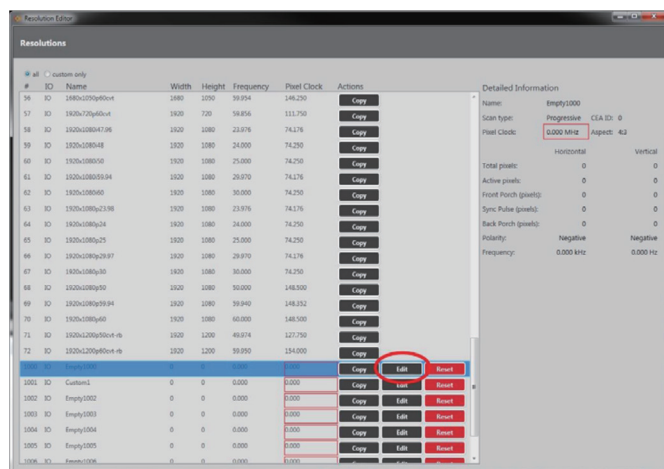 Resolution Editor
Resolutions
all custom only
# IO Name Width Height Frequency Pixel Clock Actions
56 IO 1680x1050p60cvt 1680 1050 59.954 146.250 Copy
57 IO 1920x720p60cvt 1920 720 59.856 111.750 Copy
58 IO 1920x1080i47.96 1920 1080 23.976 74.176 Copy
59 IO 1920x1080i48 1920 1080 24.000 74.250 Copy
60 IO 1920x1080i50 1920 1080 25.000 74.250 Copy
61 IO 1920x1080i59.94 1920 1080 29.970 74.176 Copy
62 IO 1920x1080i60 1920 1080 30.000 74.250 Copy
63 IO 1920x1080p23.98 1920 1080 23.976 74.176 Copy
64 IO 1920x1080p24 1920 1080 24.000 74.250 Copy
65 IO 1920x1080p25 1920 1080 25.000 74.250 Copy
66 IO 1920x1080p29.97 1920 1080 29.970 74.176 Copy
67 IO 1920x1080p30 1920 1080 30.000 74.250 Copy
68 IO 1920x1080p50 1920 1080 50.000 148.500 Copy
69 IO 1920x1080p59.94 1920 1080 59.940 148.352 Copy
70 IO 1920x1080p60 1920 1080 60.000 148.500 Copy
71 IO 1920x1200p50cvt-rb 1920 1200 49.974 127.750 Copy
72 IO 1920x1200p60cvt-rb 1920 1200 59.950 154.000 Copy
1000 IO Empty1000 0 0 0.000 0.000 Copy Edit Reset
1001 IO Custom1 0 0 0.000 0.000 Copy Edit Reset
1002 IO Empty1002 0 0 0.000 0.000 Copy Edit Reset
1003 IO Empty1003 0 0 0.000 0.000 Copy Edit Reset
1004 IO Empty1004 0 0 0.000 0.000 Copy Edit Reset
1005 IO Empty1005 0 0 0.000 0.000 Copy Edit Reset
1006 IO Empty1006 0 0 0.000 0.000
Detailed Information
Name: Empty1000
Scan type: Progressive CEA ID: 0
Pixel Clock: 0.000 MHz Aspect: 4:3
Horizontal Vertical
Total pixels: 0 0
Active pixels: 0 0
Front Porch (pixels): 0 0
Sync Pulse (pixels): 0 0
Back Porch (pixels): 0 0
Polarity: Negative Negative
Frequency: 0.000 kHz 0.000 Hz